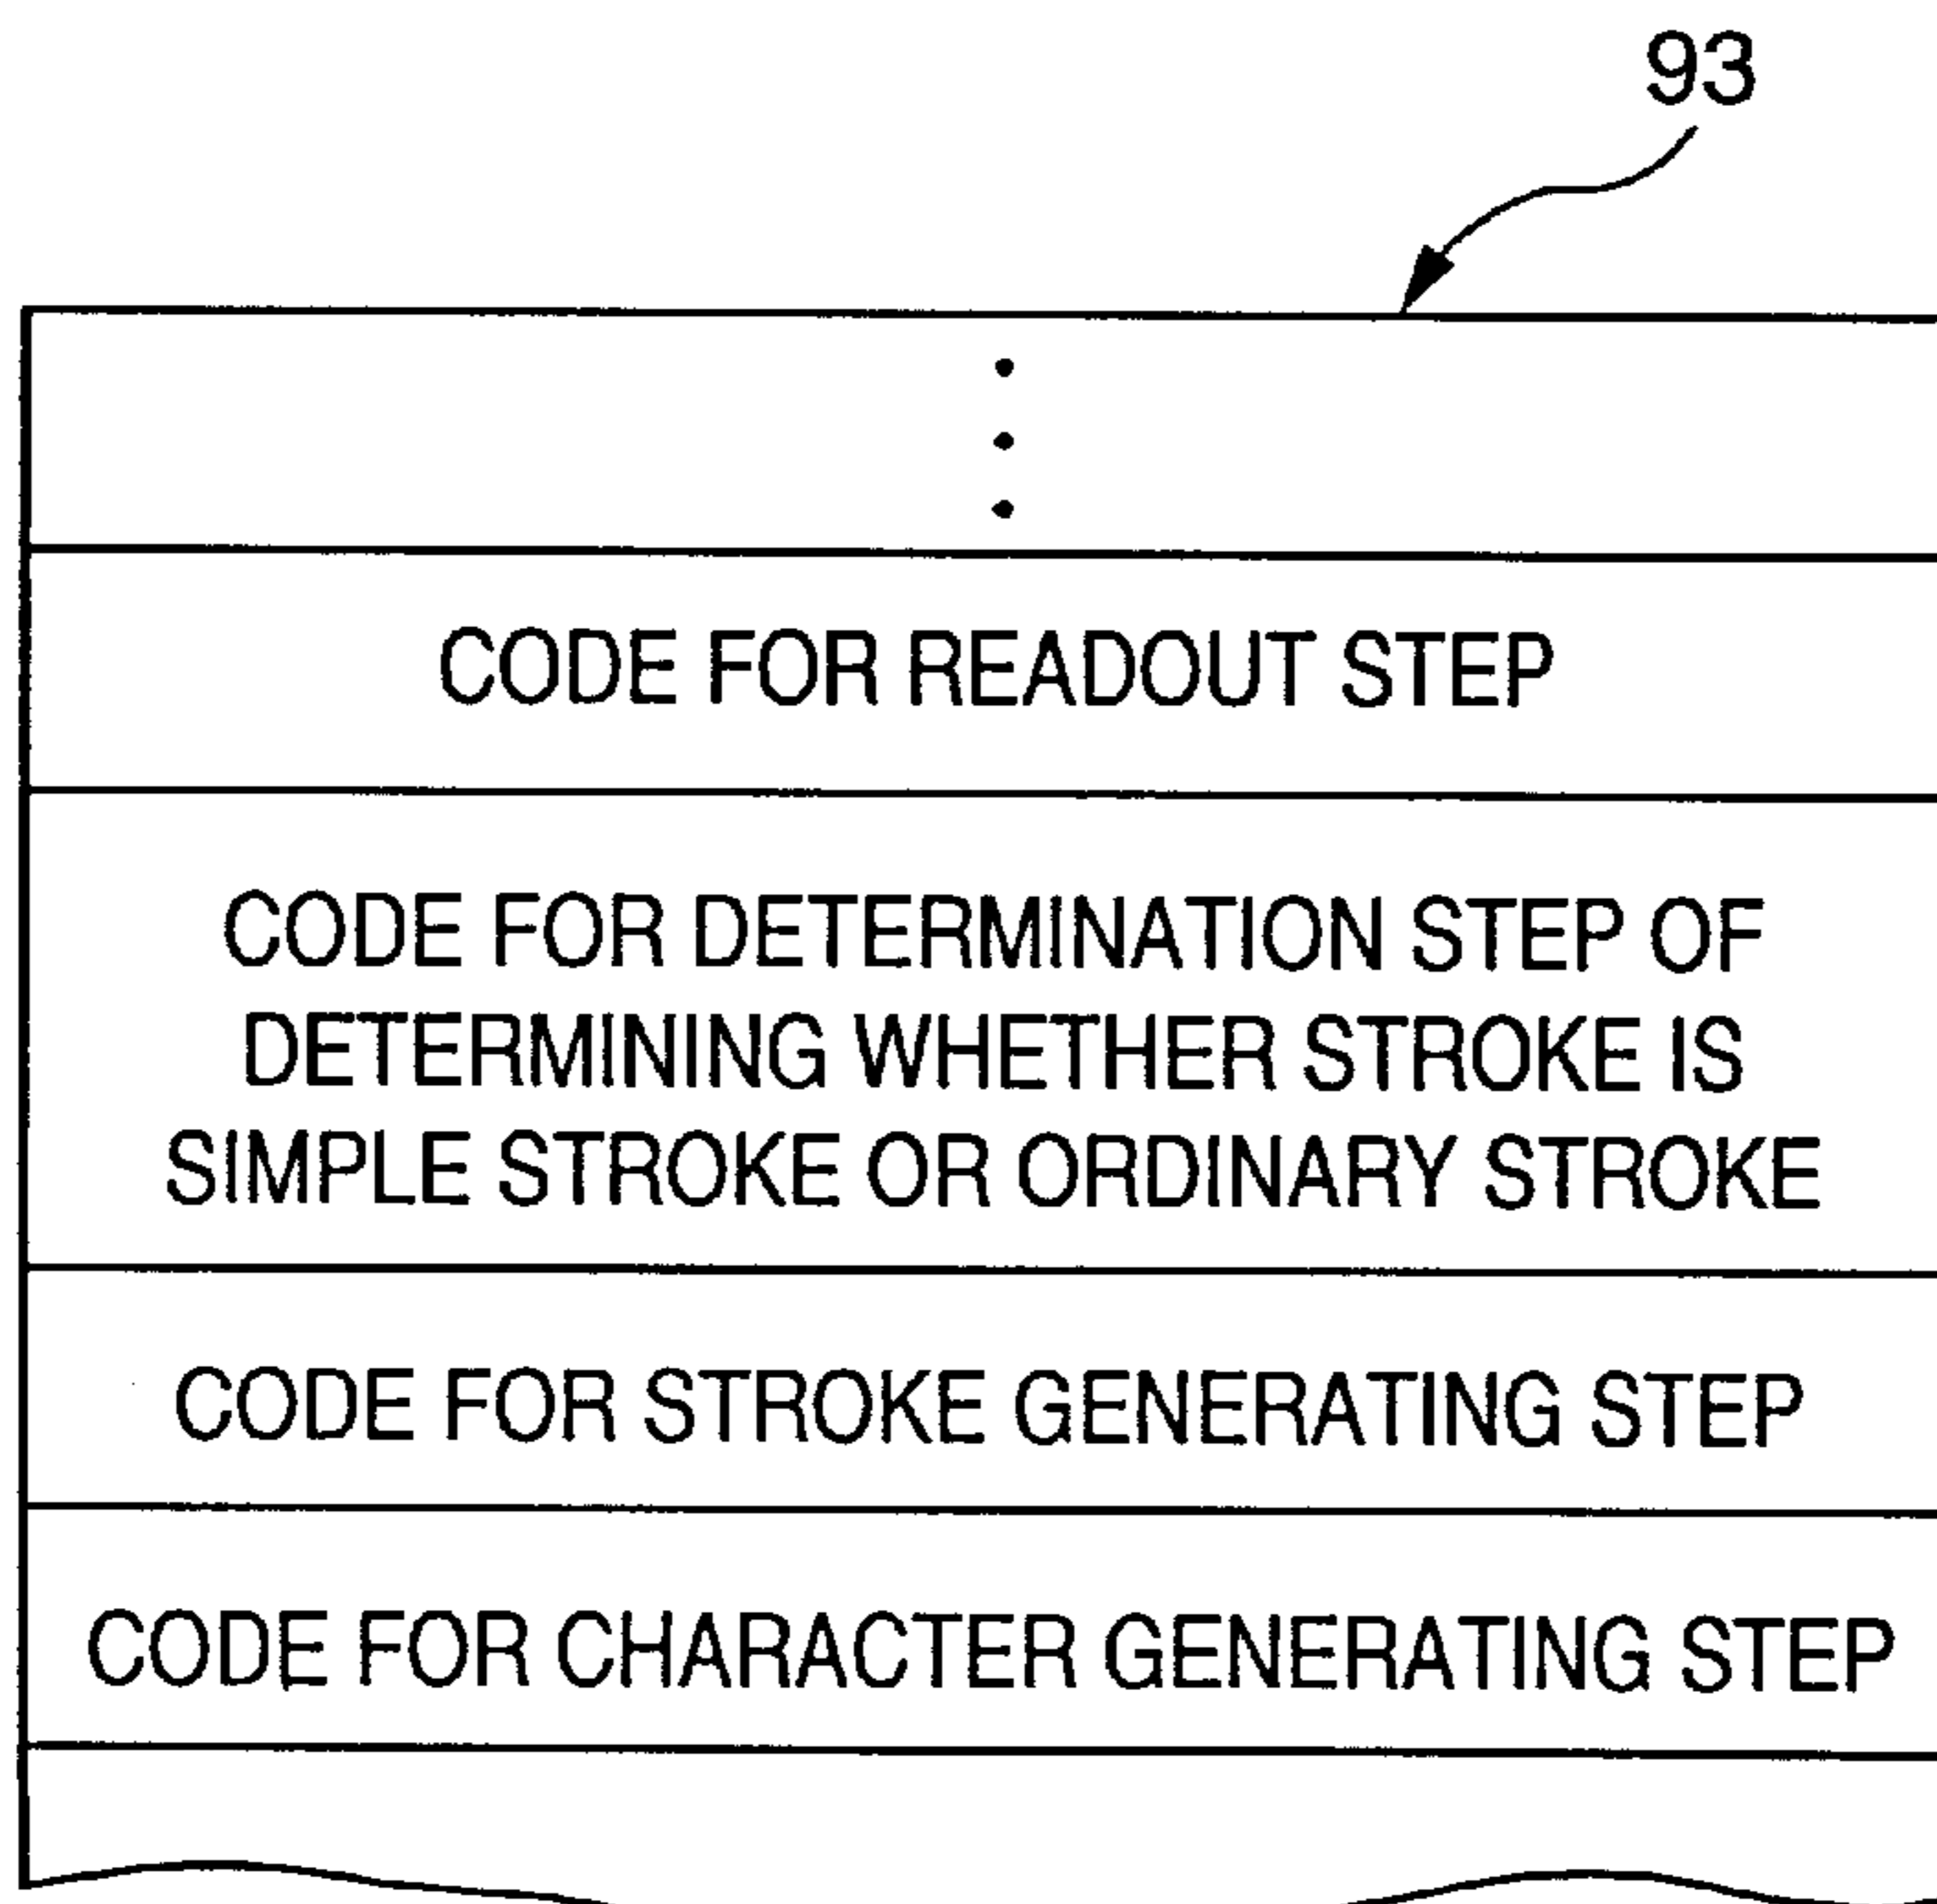 93
CODE FOR READOUT STEP
CODE FOR DETERMINATION STEP OF
DETERMINING WHETHER STROKE IS
SIMPLE STROKE OR ORDINARY STROKE
CODE FOR STROKE GENERATING STEP
CODE FOR CHARACTER GENERATING STEP